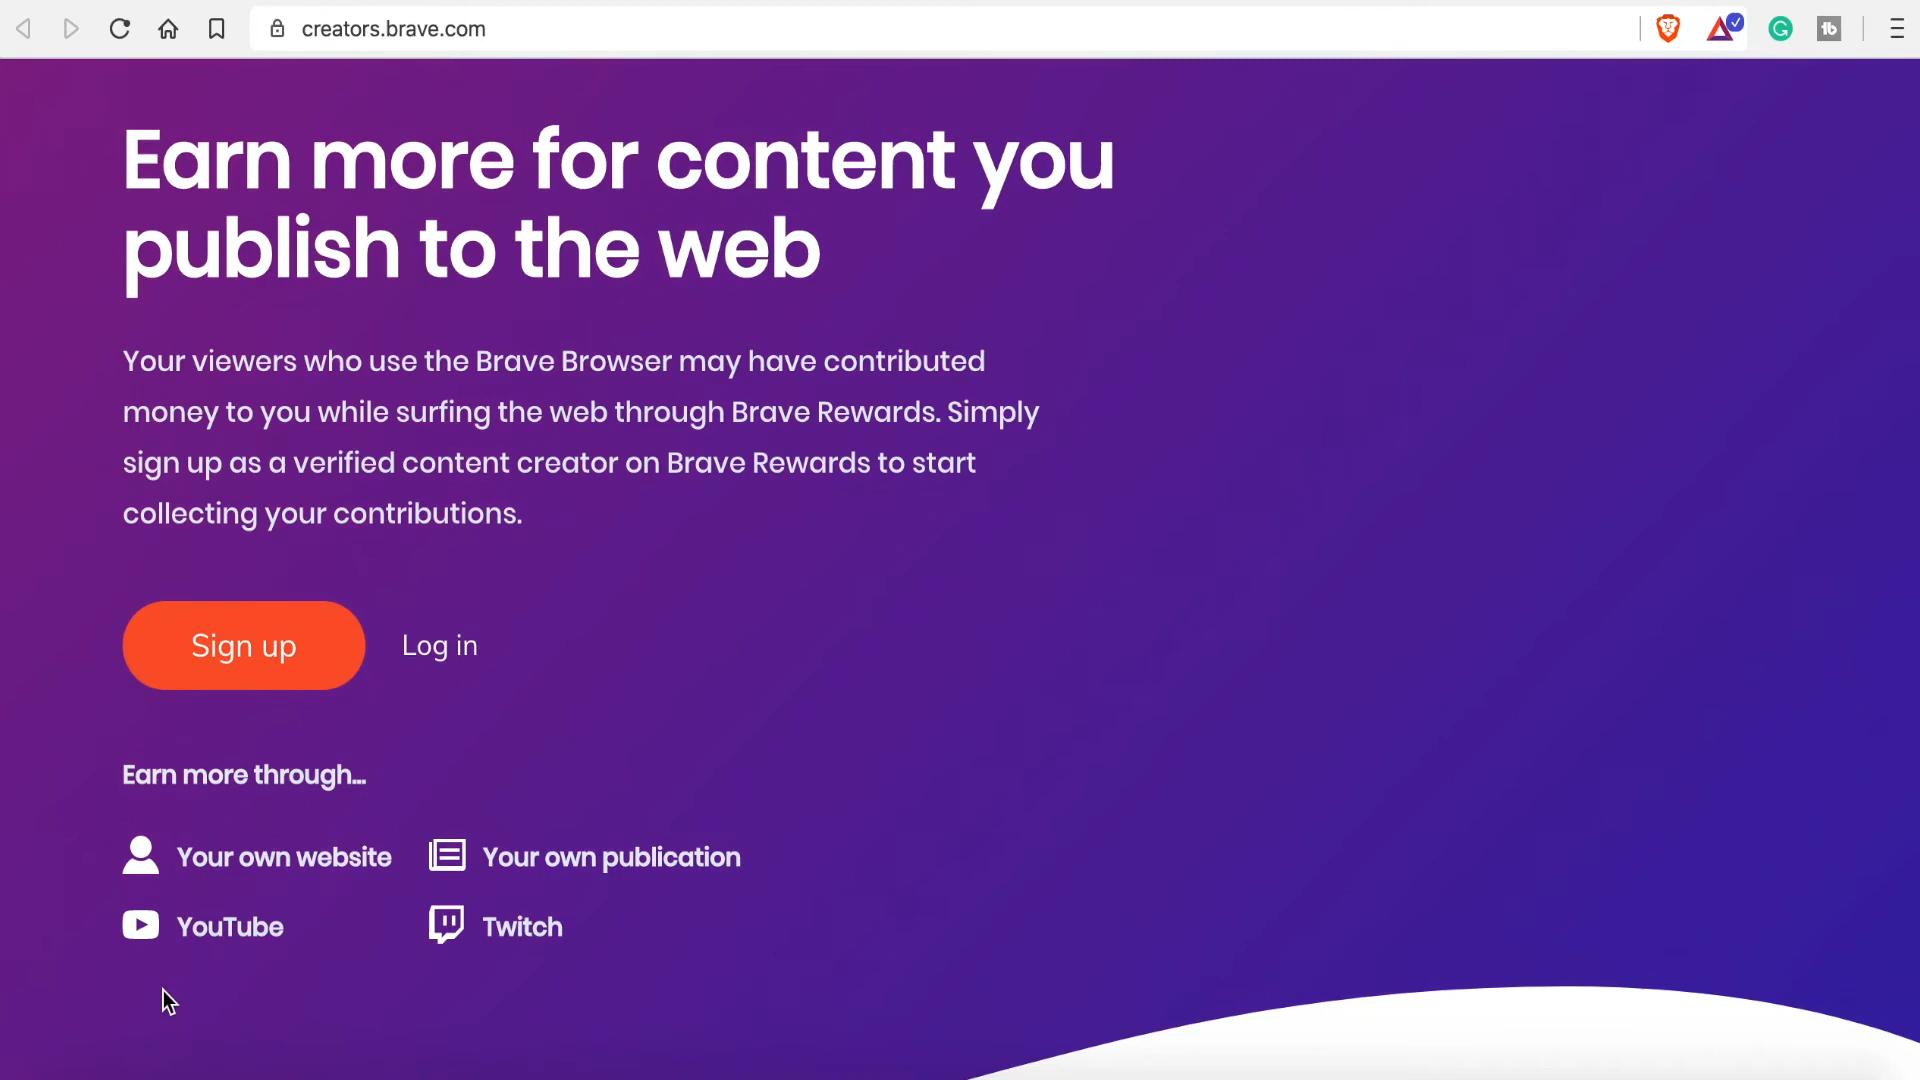 creators.brave.com
Earn more for content you
publish to the web
Your viewers who use the Brave Browser may have contributed
money to you while surfing the web through Brave Rewards. Simply
sign up as a verified content creator on Brave Rewards to start
collecting your contributions.
Sign up
Log in
Earn more through...
Your own website
Your own publication
YouTube
Twitch